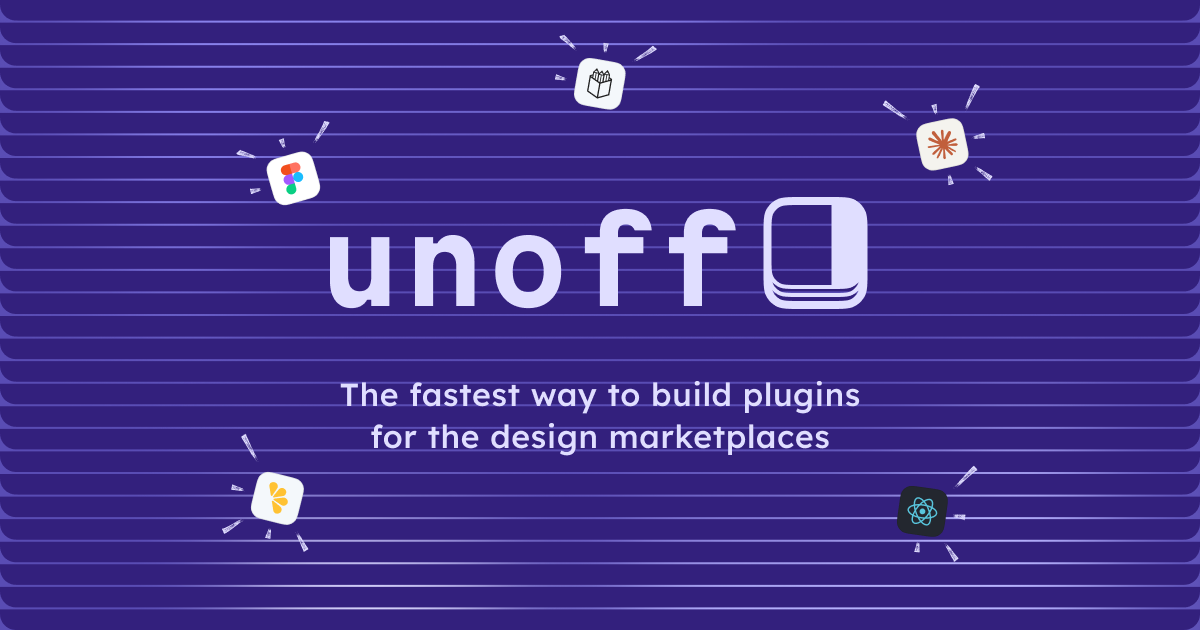 unoff
The fastest way to build plugins
for the design marketplaces